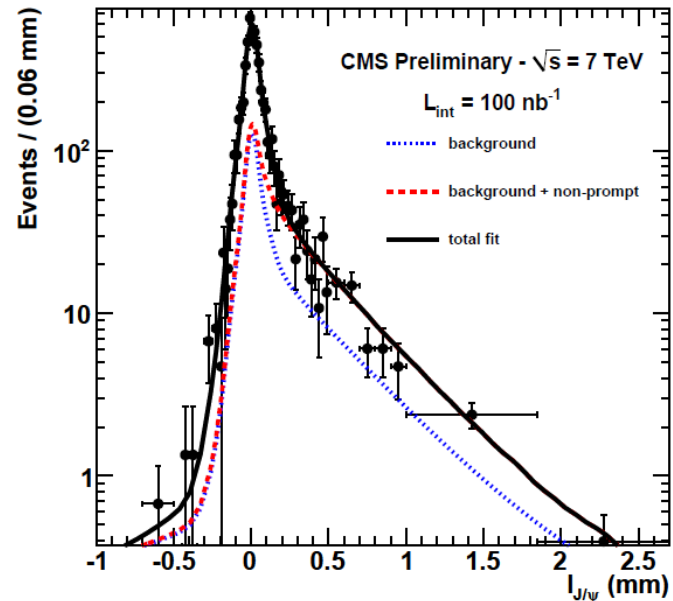 Events / (0.06 mm)
CMS Preliminary - √s = 7 TeV
L_int = 100 nb⁻¹
background
background + non-prompt
total fit
10²
10
1
-1 -0.5 0 0.5 1 1.5 2 2.5
l_J/ψ (mm)